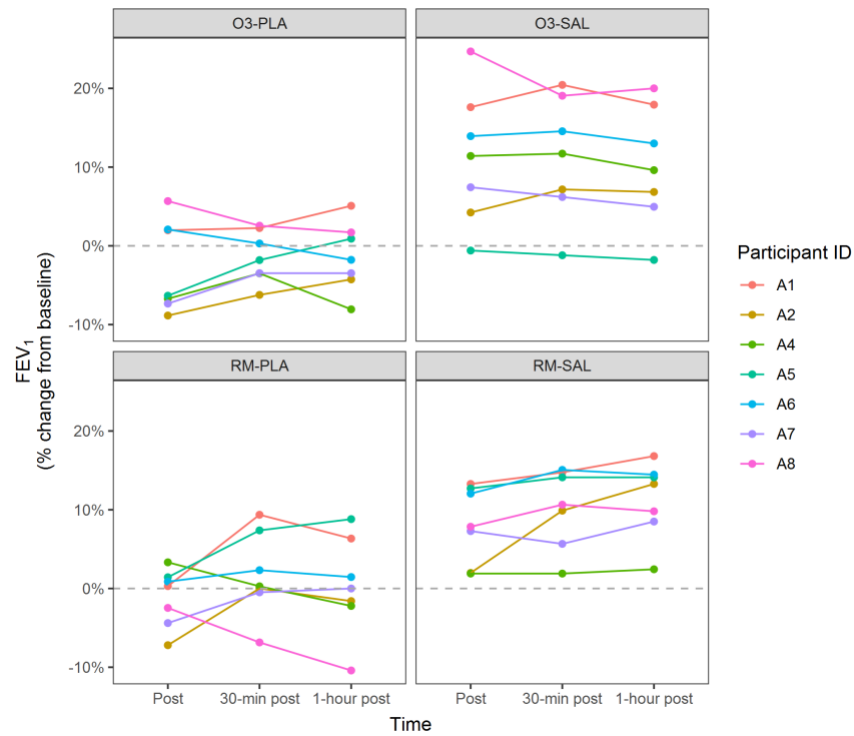 O3-PLA
O3-SAL
20%
10%
0%
-10%
RM-PLA
RM-SAL
20%
10%
0%
-10%
Post
30-min post
1-hour post
Post
30-min post
1-hour post
Time
FEV₁
(% change from baseline)
Participant ID
A1
A2
A4
A5
A6
A7
A8